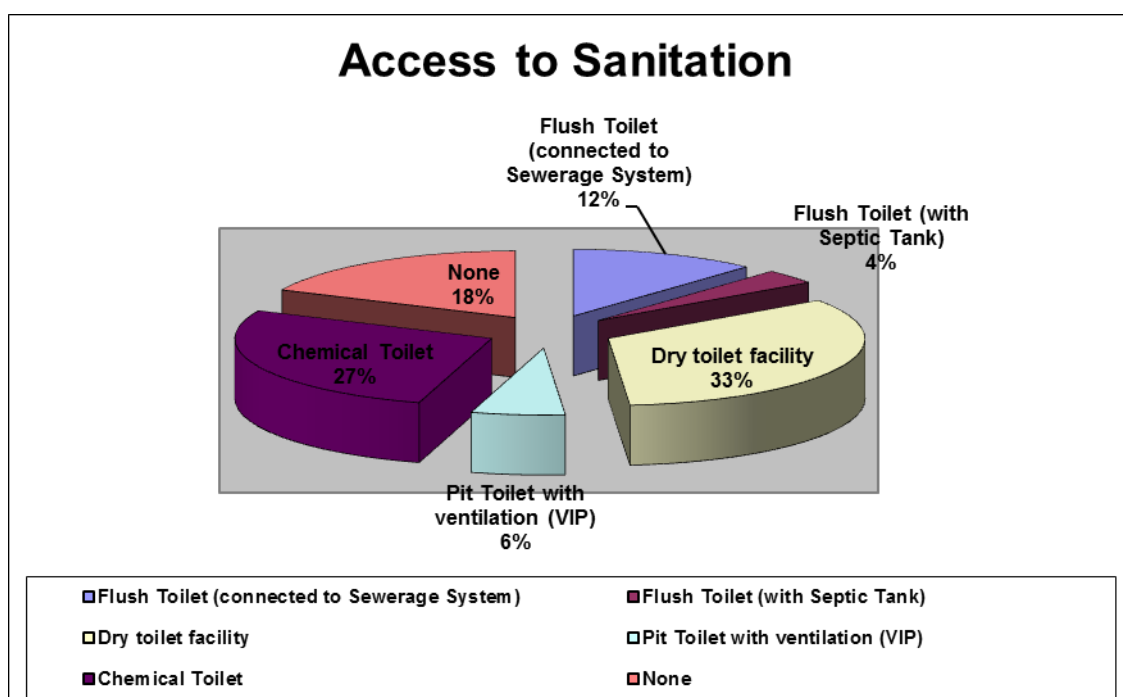 Access to Sanitation
Flush Toilet
(connected to
Sewerage System)
12%
Flush Toilet (with
Septic Tank)
4%
None
18%
Chemical Toilet
27%
Dry toilet facility
33%
Pit Toilet with
ventilation (VIP)
6%
Flush Toilet (connected to Sewerage System)
Flush Toilet (with Septic Tank)
Dry toilet facility
Pit Toilet with ventilation (VIP)
Chemical Toilet
None